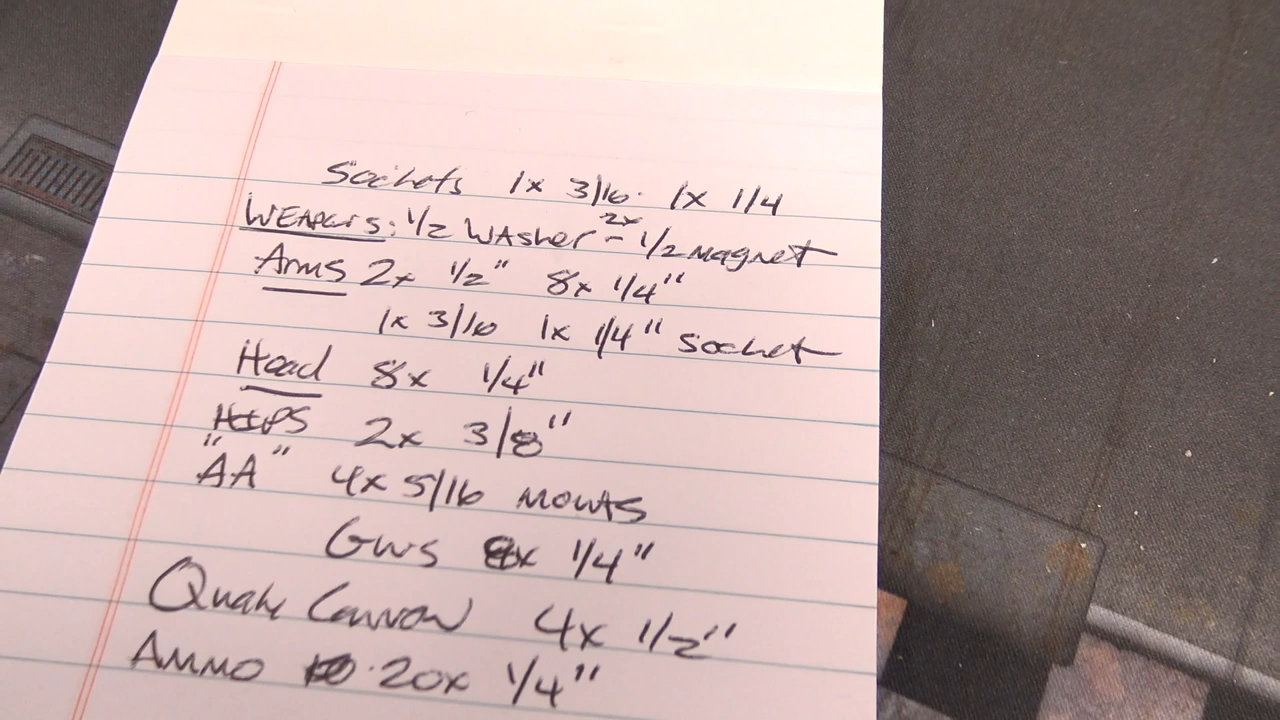 Sockets 1x 3/16 1x 1/4
WEAPONS: 1/2 WASHER - 2x 1/2 MAGNET
Arms 2x 1/2" 8x 1/4"
1x 3/16 1x 1/4" Socket
Head 8x 1/4"
HIPS 2x 3/8"
"AA" 4x 5/16 MOUNTS
GUNS 1/4"
Quake Cannon 4x 1/2"
AMMO 20x 1/4"